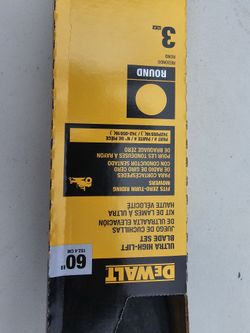 DEWALT
ULTRA HIGH-LIFT
BLADE SET
JUEGO DE CUCHILLAS
DE ULTRA ELEVACIÓN
KIT DE LAMES À ULTRA
HAUTE VÉLOCITÉ
60"
152.4 CM
FITS ZERO-TURN RIDING
MOWERS
PARA CORTACÉSPEDES
DE RADIO DE GIRO CERO
CON CONDUCTOR SENTADO
POUR LES TONDEUSES À RAYON
DE BRAQUAGE ZÉRO
ROUND
REDONDO
ROND
3